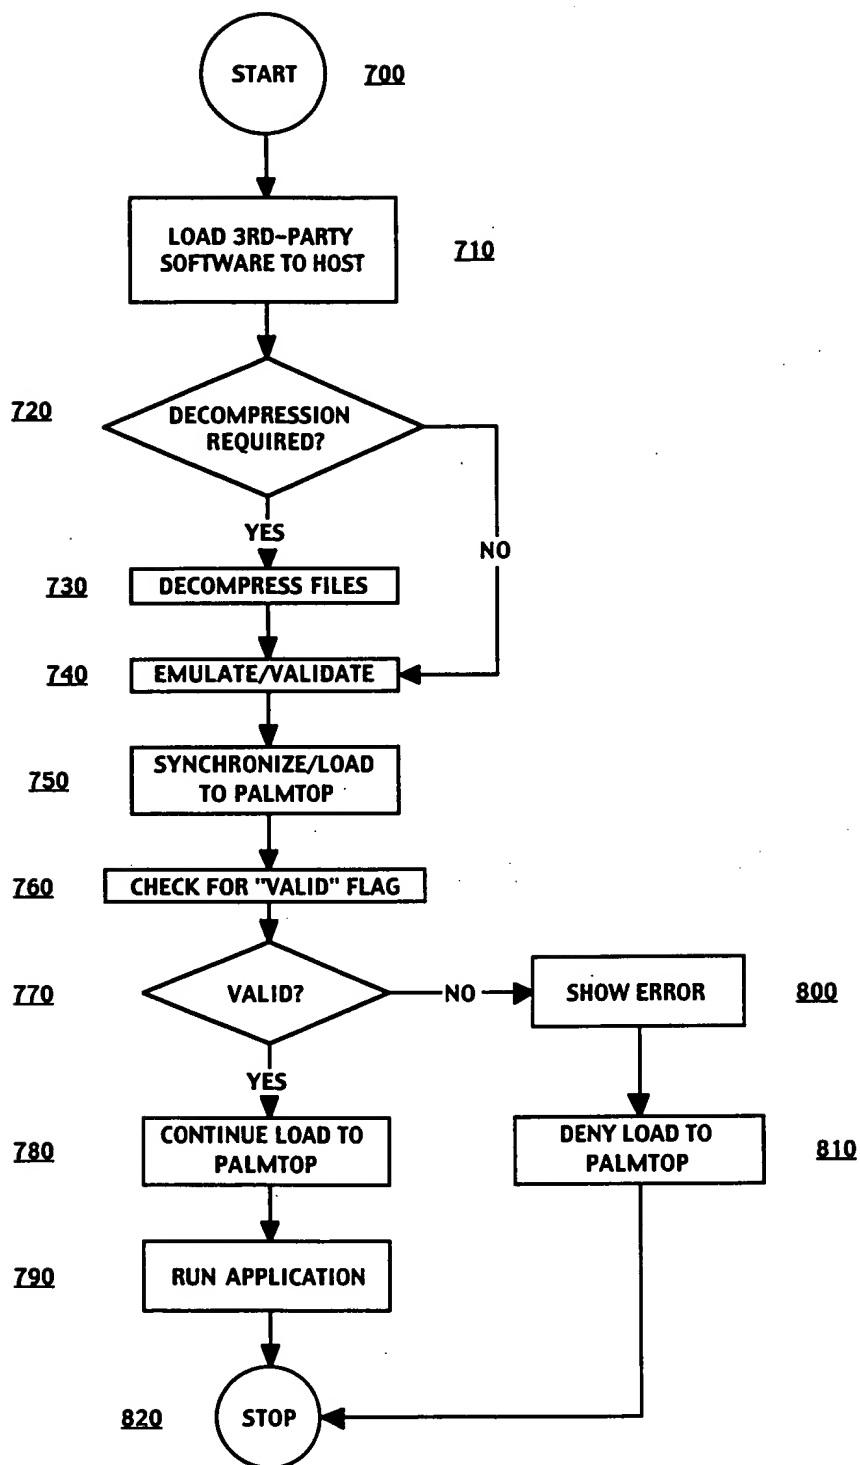 START
700
LOAD 3RD-PARTY
SOFTWARE TO HOST
710
720
DECOMPRESSION
REQUIRED?
YES
NO
730
DECOMPRESS FILES
740
EMULATE/VALIDATE
750
SYNCHRONIZE/LOAD
TO PALMTOP
760
CHECK FOR "VALID" FLAG
770
VALID?
NO
SHOW ERROR
800
YES
780
CONTINUE LOAD TO
PALMTOP
DENY LOAD TO
PALMTOP
810
790
RUN APPLICATION
820
STOP